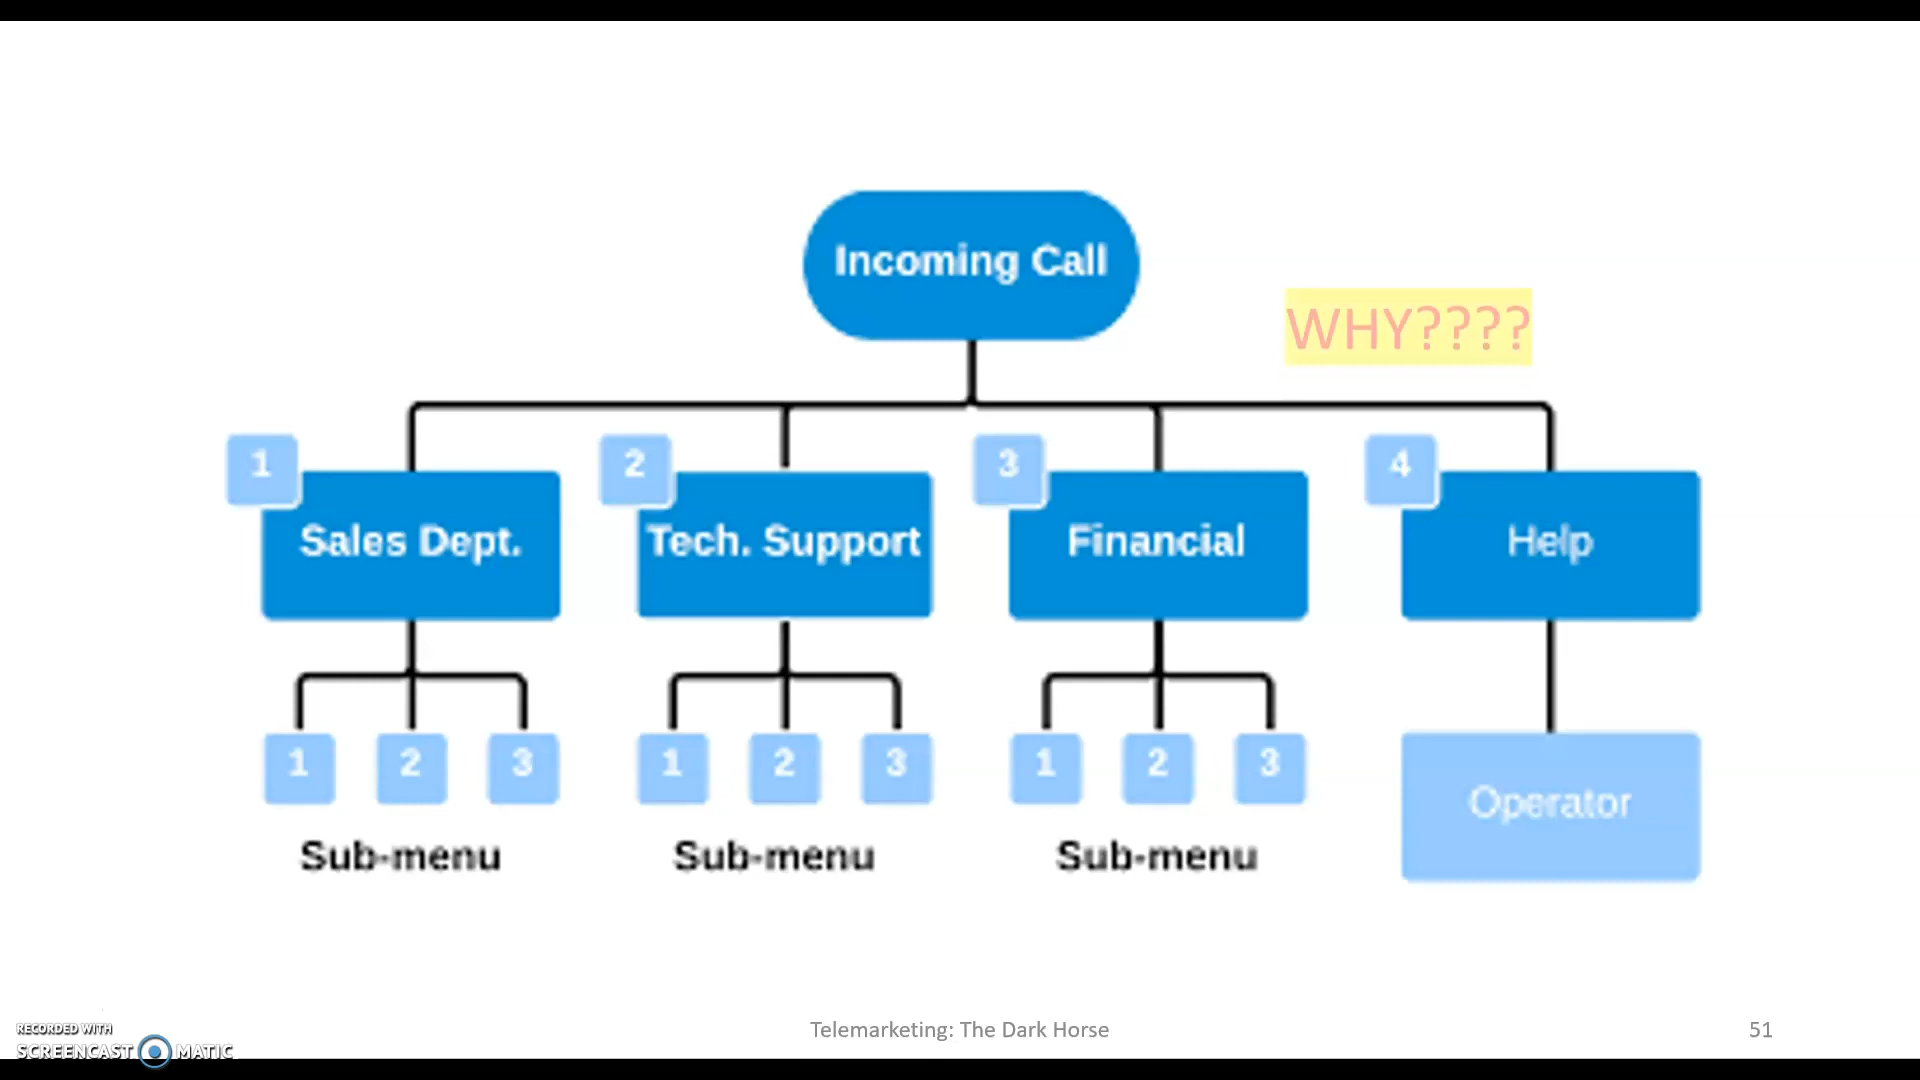 Incoming Call
WHY????
1 2 3 4
Sales Dept. Tech. Support Financial Help
1 2 3 1 2 3 1 2 3
Operator
Sub-menu Sub-menu Sub-menu
RECORDED WITH
SCREENCAST MATIC
Telemarketing: The Dark Horse
51